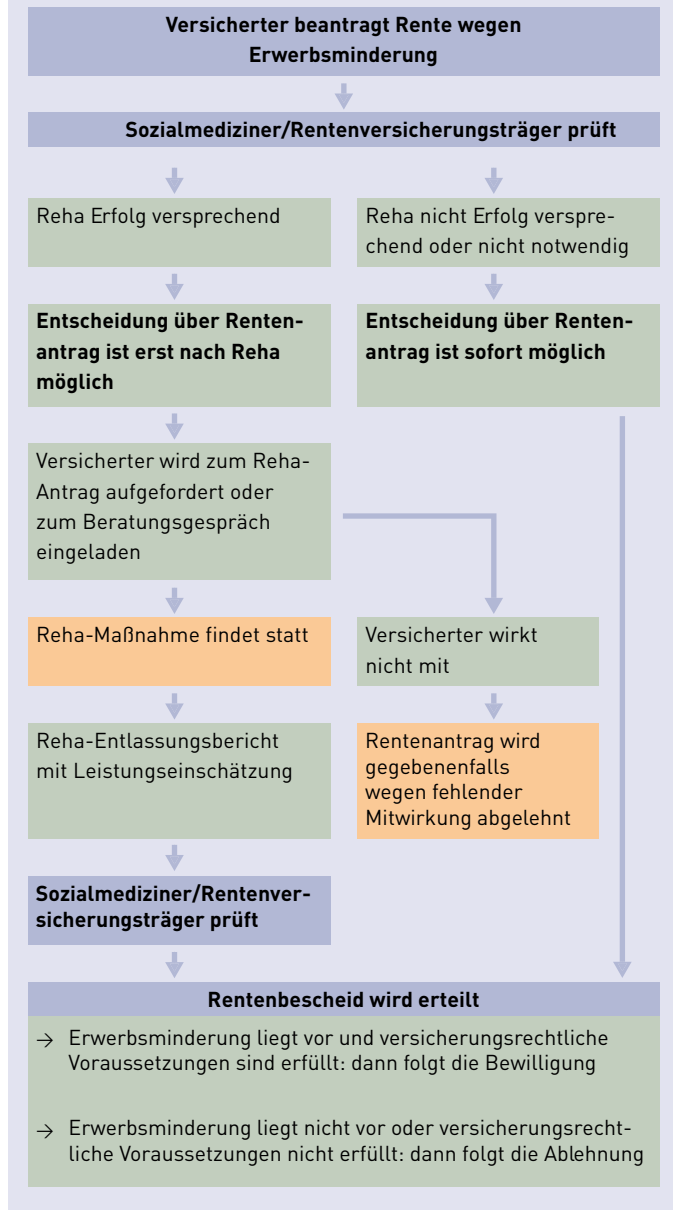 Versicherter beantragt Rente wegen
Erwerbsminderung
Sozialmediziner/Rentenversicherungsträger prüft
Reha Erfolg versprechend
Reha nicht Erfolg verspre-
chend oder nicht notwendig
Entscheidung über Renten-
antrag ist erst nach Reha
möglich
Entscheidung über Renten-
antrag ist sofort möglich
Versicherter wird zum Reha-
Antrag aufgefordert oder
zum Beratungsgespräch
eingeladen
Reha-Maßnahme findet statt
Versicherter wirkt
nicht mit
Reha-Entlassungsbericht
mit Leistungseinschätzung
Rentenantrag wird
gegebenenfalls
wegen fehlender
Mitwirkung abgelehnt
Sozialmediziner/Rentenver-
sicherungsträger prüft
Rentenbescheid wird erteilt
→ Erwerbsminderung liegt vor und versicherungsrechtliche
Voraussetzungen sind erfüllt: dann folgt die Bewilligung
→ Erwerbsminderung liegt nicht vor oder versicherungsrecht-
liche Voraussetzungen nicht erfüllt: dann folgt die Ablehnung